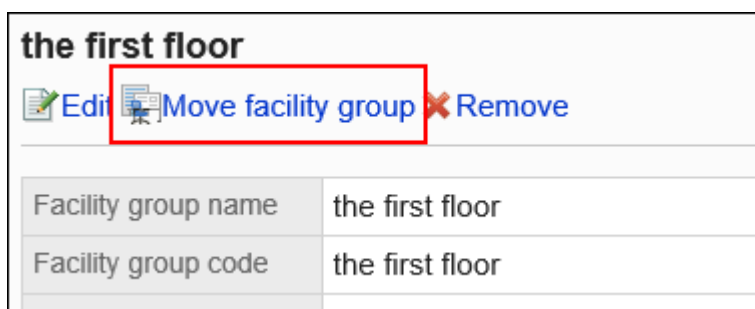 the first floor
Edit Move facility group Remove
Facility group name the first floor
Facility group code the first floor